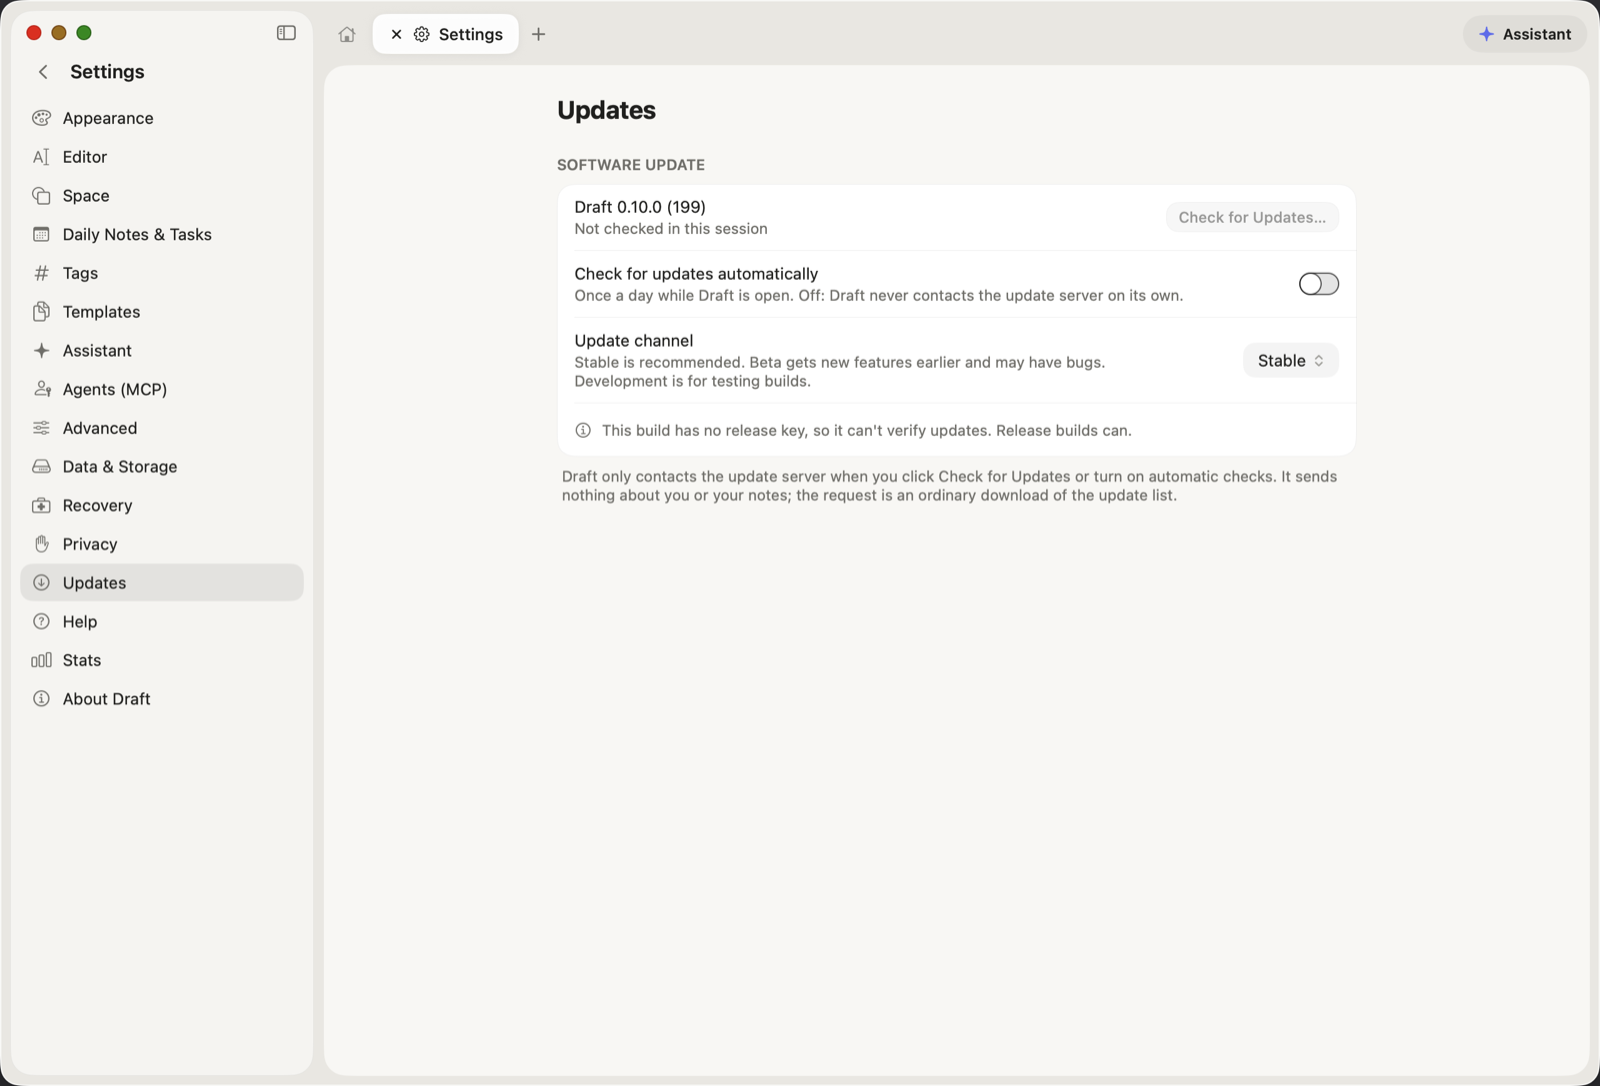 Settings
Assistant
Settings
Appearance
Editor
Space
Daily Notes & Tasks
Tags
Templates
Assistant
Agents (MCP)
Advanced
Data & Storage
Recovery
Privacy
Updates
Help
Stats
About Draft
Updates
SOFTWARE UPDATE
Draft 0.10.0 (199)
Not checked in this session
Check for Updates...
Check for updates automatically
Once a day while Draft is open. Off: Draft never contacts the update server on its own.
Update channel
Stable is recommended. Beta gets new features earlier and may have bugs.
Development is for testing builds.
Stable
This build has no release key, so it can't verify updates. Release builds can.
Draft only contacts the update server when you click Check for Updates or turn on automatic checks. It sends
nothing about you or your notes; the request is an ordinary download of the update list.